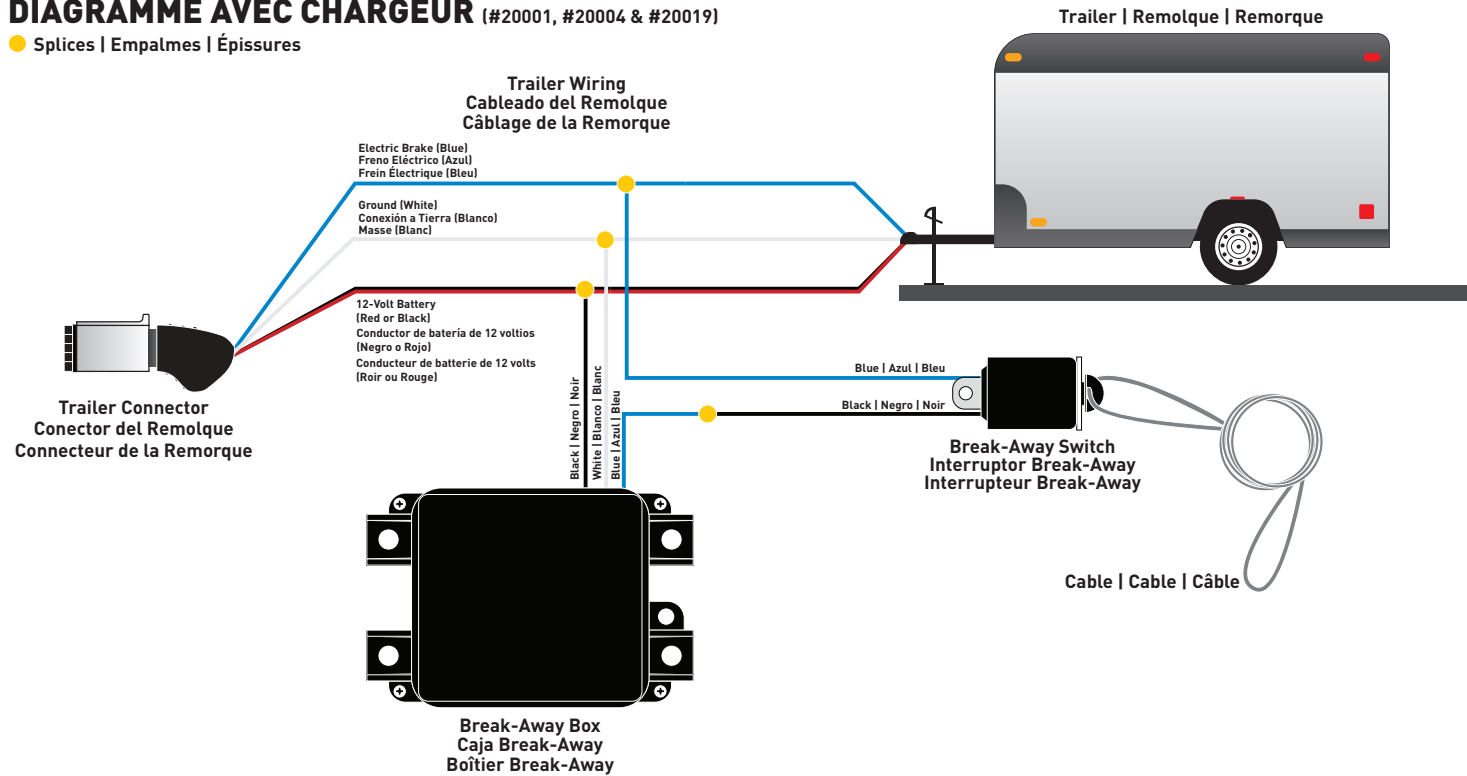 DIAGRAMME AVEC CHARGEUR (#20001, #20004 & #20019)
Splices | Empalmes | Épissures
Trailer | Remolque | Remorque
Trailer Wiring
Cableado del Remolque
Câblage de la Remorque
Electric Brake (Blue)
Freno Eléctrico (Azul)
Frein Électrique (Bleu)
Ground (White)
Conexión a Tierra (Blanco)
Masse (Blanc)
12-Volt Battery
(Red or Black)
Conductor de batería de 12 voltios
(Negro o Rojo)
Conducteur de batterie de 12 volts
(Roir ou Rouge)
Trailer Connector
Conector del Remolque
Connecteur de la Remorque
Black | Negro | Noir
White | Blanco | Blanc
Blue | Azul | Bleu
Blue | Azul | Bleu
Black | Negro | Noir
Break-Away Switch
Interruptor Break-Away
Interrupteur Break-Away
Cable | Cable | Câble
Break-Away Box
Caja Break-Away
Boîtier Break-Away